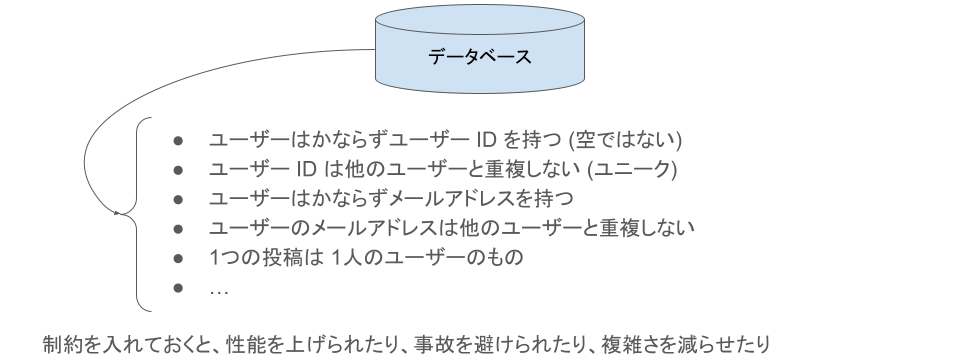 データベース
● ユーザーはかならずユーザー ID を持つ (空ではない)
● ユーザー ID は他のユーザーと重複しない (ユニーク)
● ユーザーはかならずメールアドレスを持つ
● ユーザーのメールアドレスは他のユーザーと重複しない
● 1つの投稿は 1人のユーザーのもの
● …
制約を入れておくと、性能を上げられたり、事故を避けられたり、複雑さを減らせたり